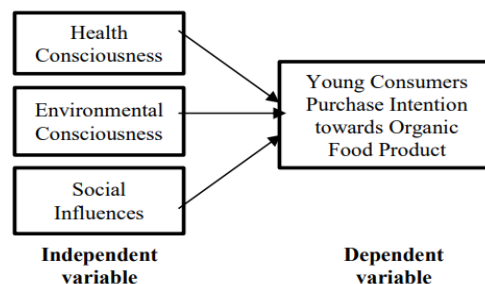 Health
Consciousness
Environmental
Consciousness
Social
Influences
Young Consumers
Purchase Intention
towards Organic
Food Product
Independent
variable
Dependent
variable